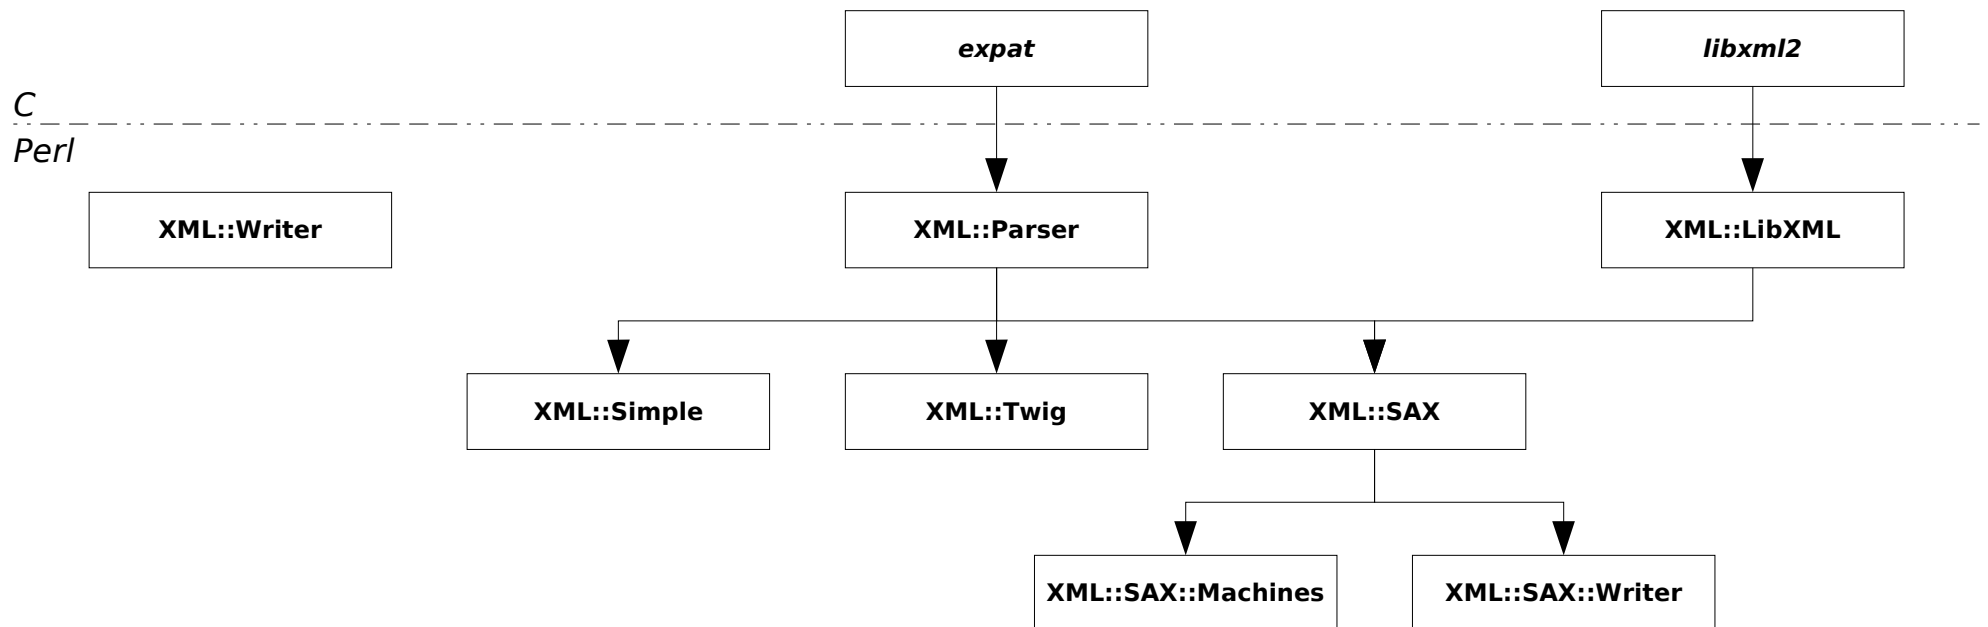 expat
libxml2
C
Perl
XML::Writer
XML::Parser
XML::LibXML
XML::Simple
XML::Twig
XML::SAX
XML::SAX::Machines
XML::SAX::Writer